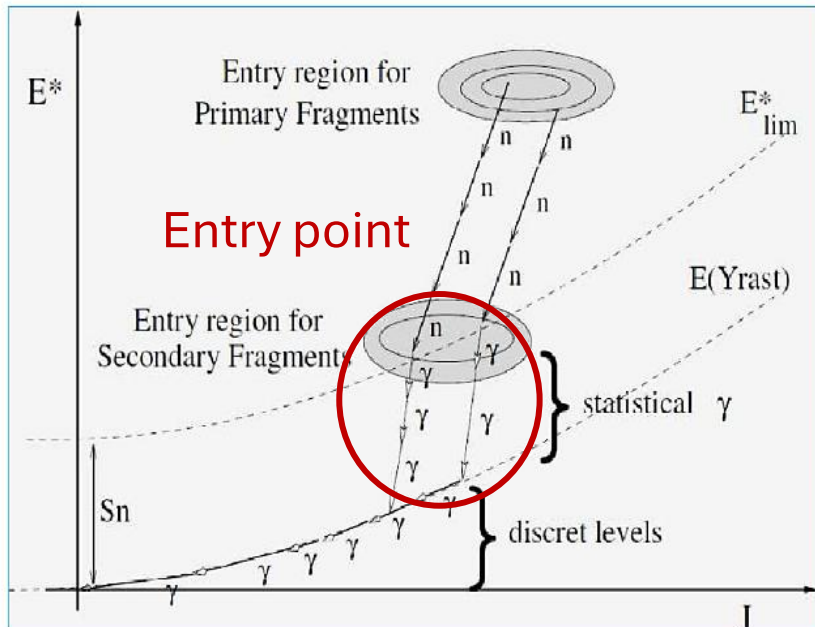 Entry region for
Primary Fragments
E*
E*
lim
n
n
n
n
Entry point
n
n
E(Yrast)
Entry region for
Secondary Fragments
n
γ
γ
γ
γ
statistical γ
γ
γ
Sn
γ
discret levels
γ
γ
γ
γ
J